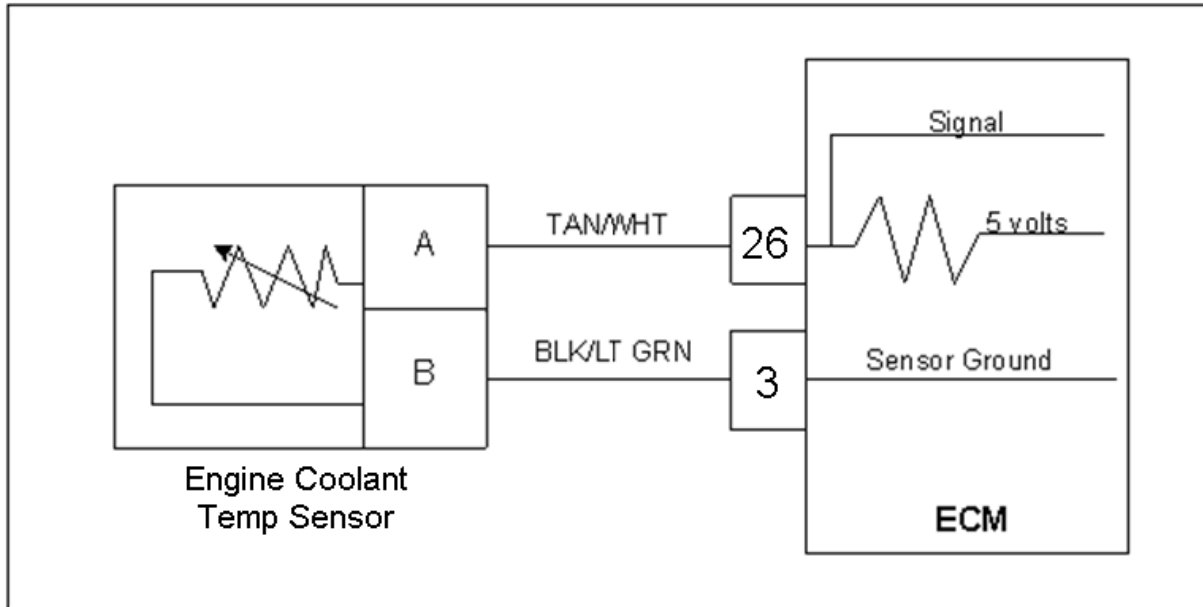 Signal
TAN/WHT
A
26
5 volts
BLK/LT GRN
B
3
Sensor Ground
Engine Coolant
Temp Sensor
ECM